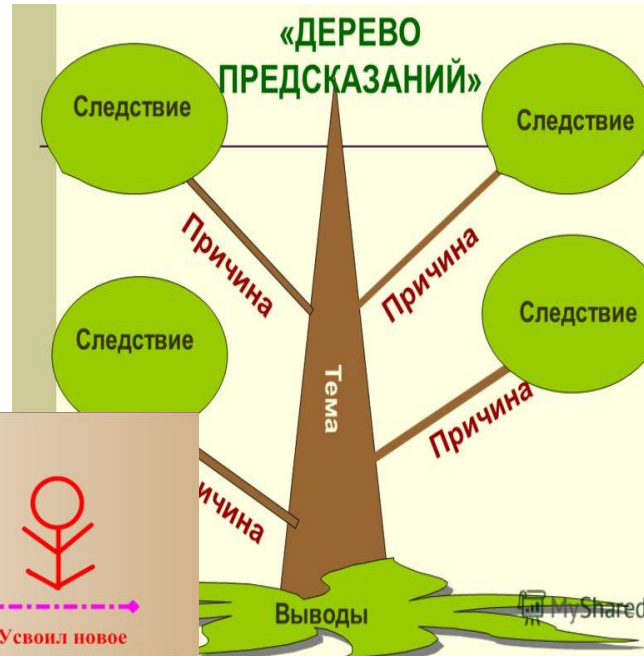 «ДЕРЕВО
ПРЕДСКАЗАНИЙ»
Следствие
Следствие
Причина
Причина
Следствие
Следствие
Тема
Причина
ичина
Выводы
MyShared
Усвоил новое